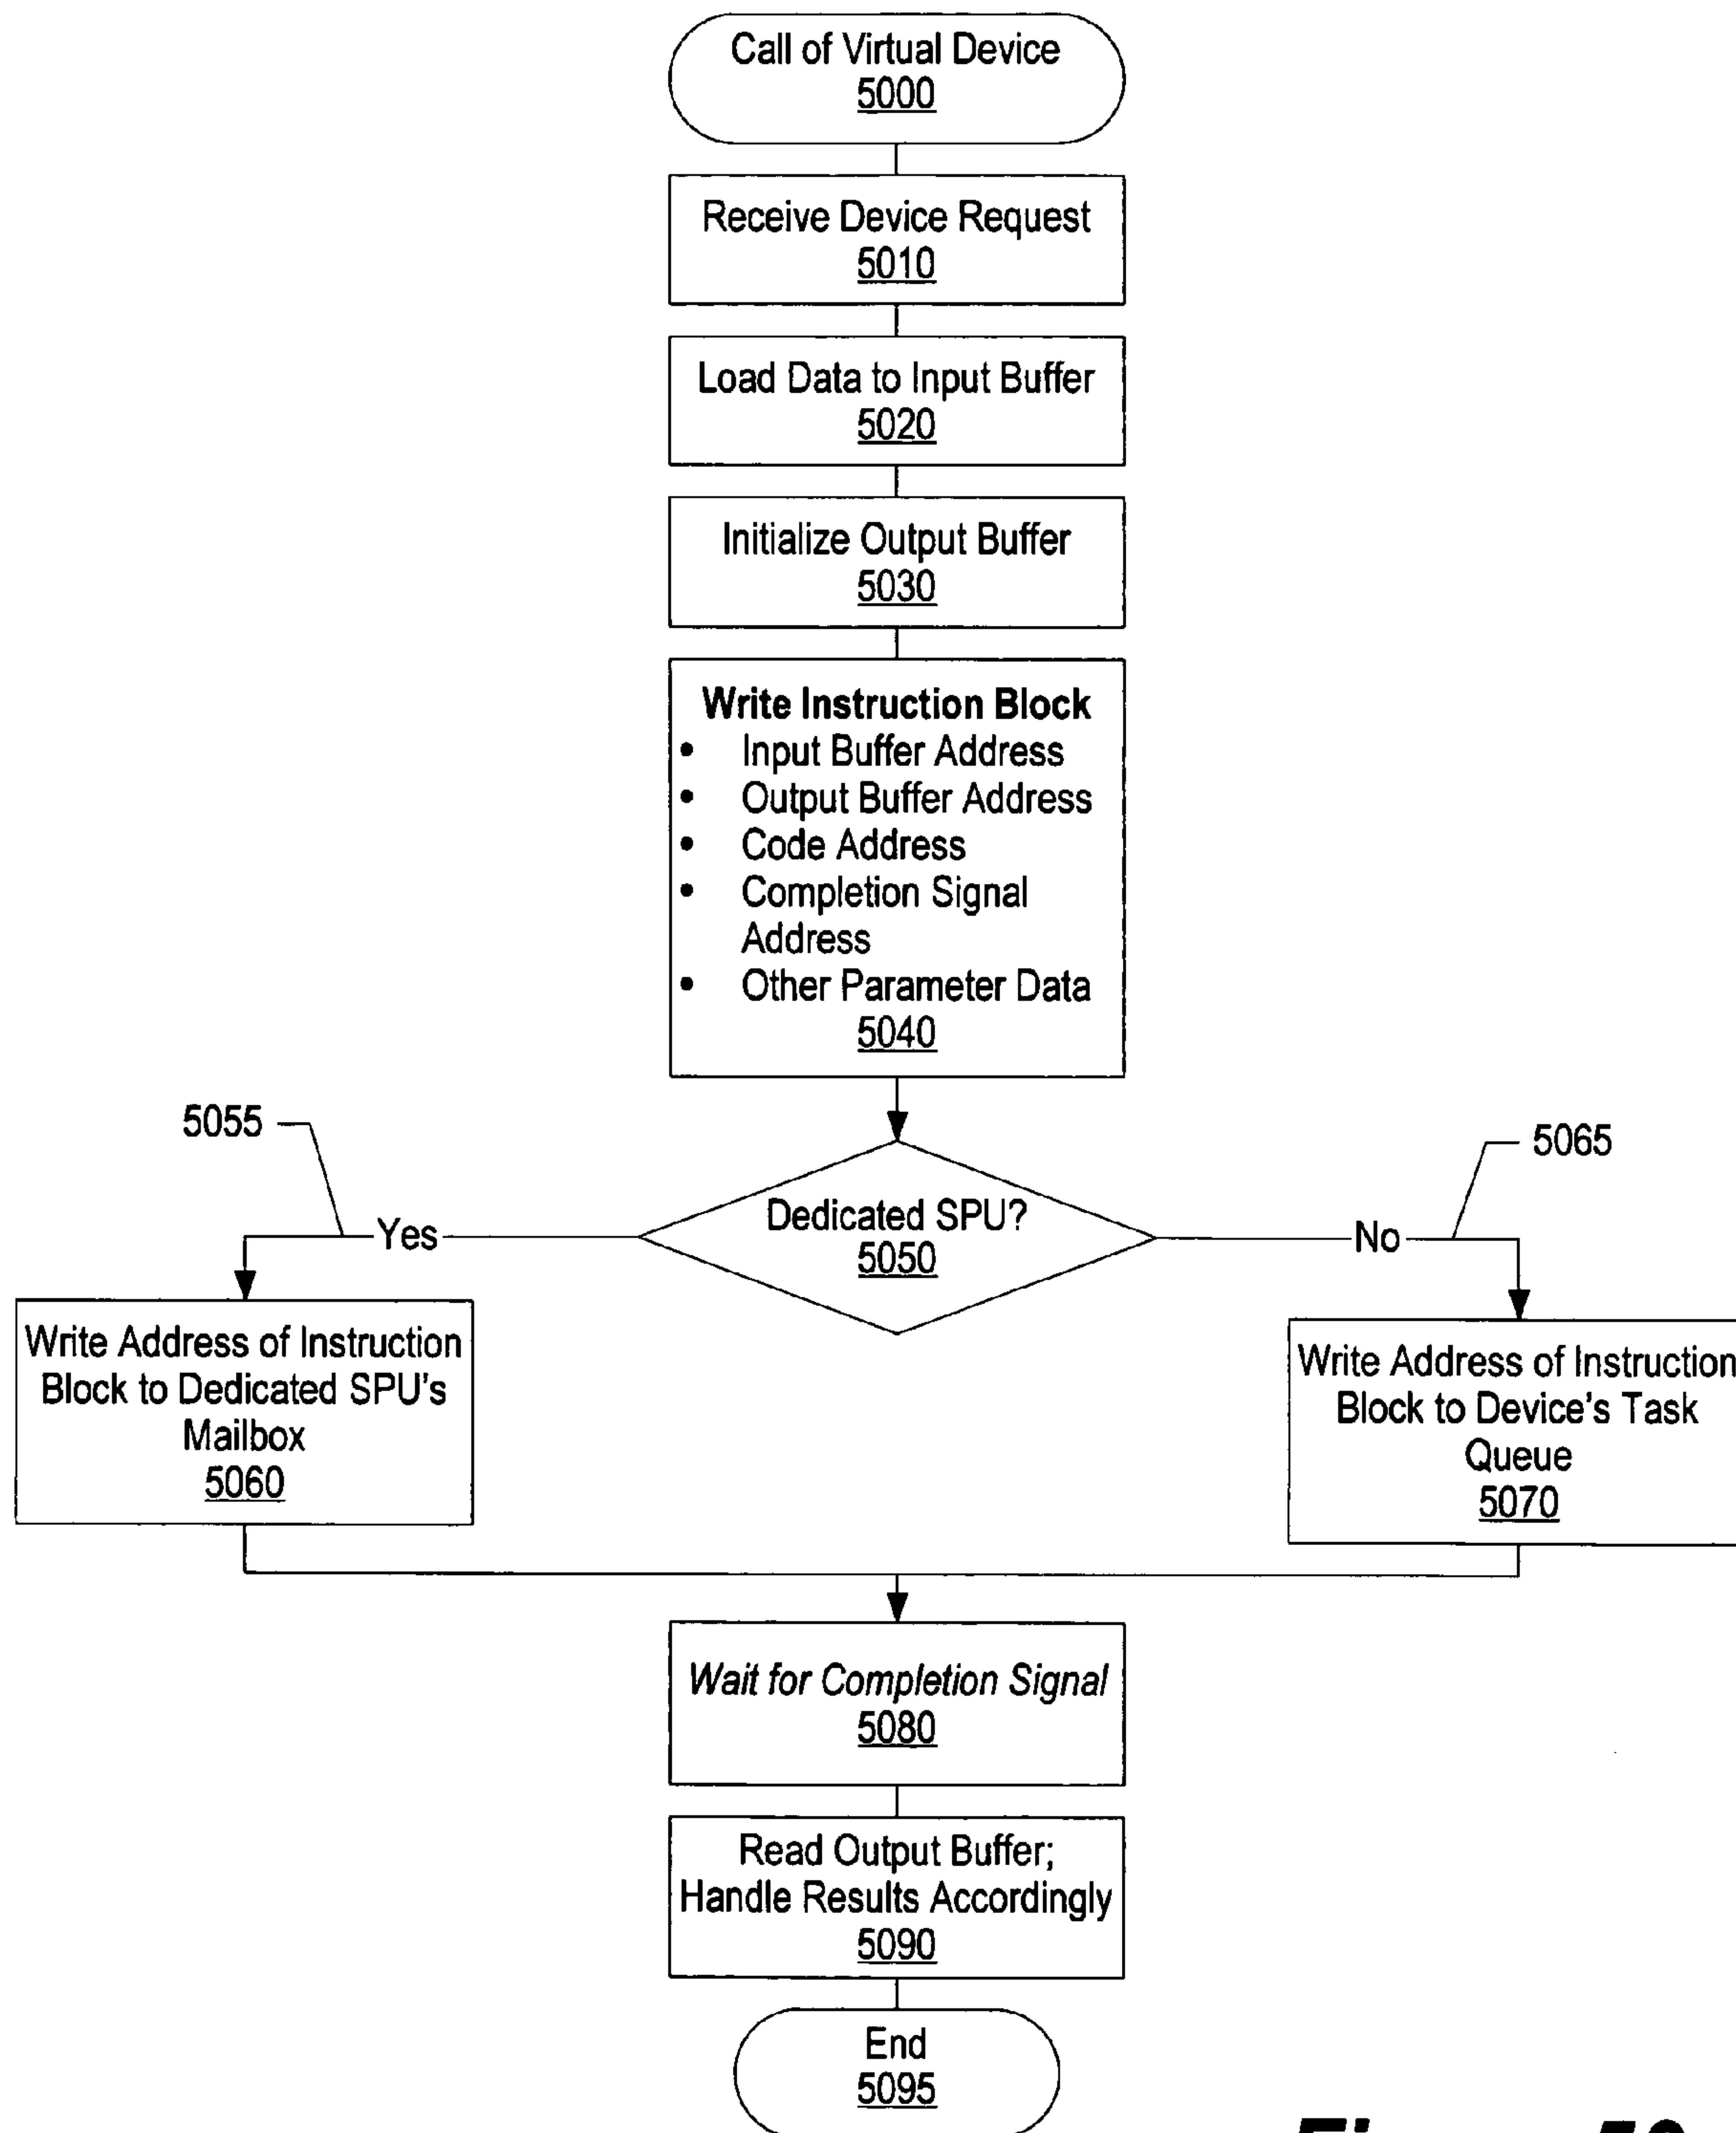 Call of Virtual Device
5000
Receive Device Request
5010
Load Data to Input Buffer
5020
Initialize Output Buffer
5030
Write Instruction Block
• Input Buffer Address
• Output Buffer Address
• Code Address
• Completion Signal
Address
• Other Parameter Data
5040
5055
5065
Dedicated SPU?
5050
Yes
No
Write Address of Instruction
Block to Dedicated SPU's
Mailbox
5060
Write Address of Instruction
Block to Device's Task
Queue
5070
Wait for Completion Signal
5080
Read Output Buffer;
Handle Results Accordingly
5090
End
5095